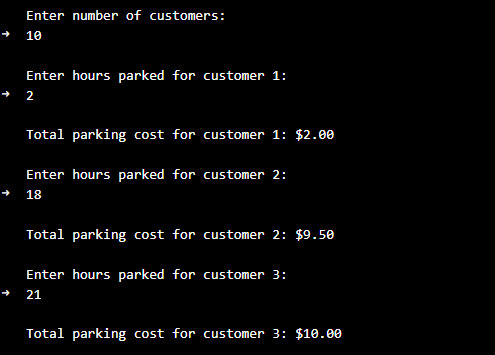 Enter number of customers:
→ 10
Enter hours parked for customer 1:
→ 2
Total parking cost for customer 1: $2.00
Enter hours parked for customer 2:
→ 18
Total parking cost for customer 2: $9.50
Enter hours parked for customer 3:
→ 21
Total parking cost for customer 3: $10.00